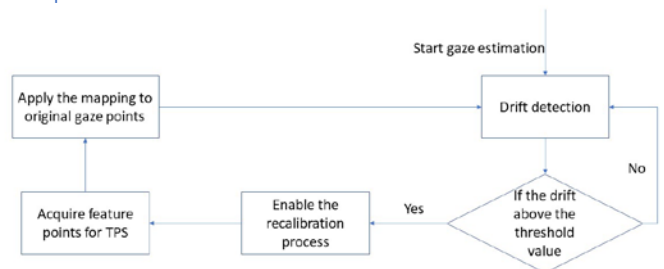 Start gaze estimation
Apply the mapping to
original gaze points
Drift detection
No
If the drift
above the
threshold
value
Yes
Enable the
recalibration
process
Acquire feature
points for TPS